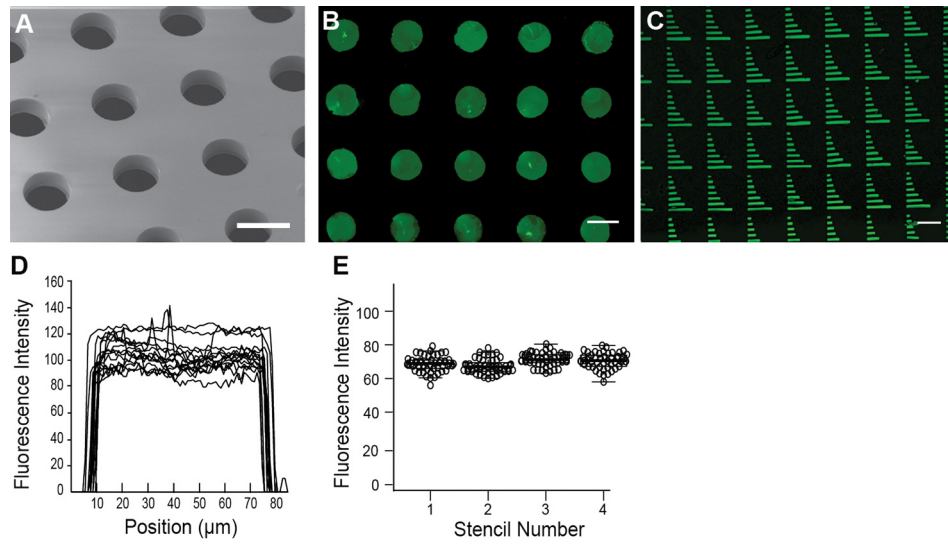 A
B
C
D
Fluorescence Intensity
160
140
120
100
80
60
40
20
0
10 20 30 40 50 60 70 80
Position (µm)
E
Fluorescence Intensity
100
80
60
40
20
0
1 2 3 4
Stencil Number